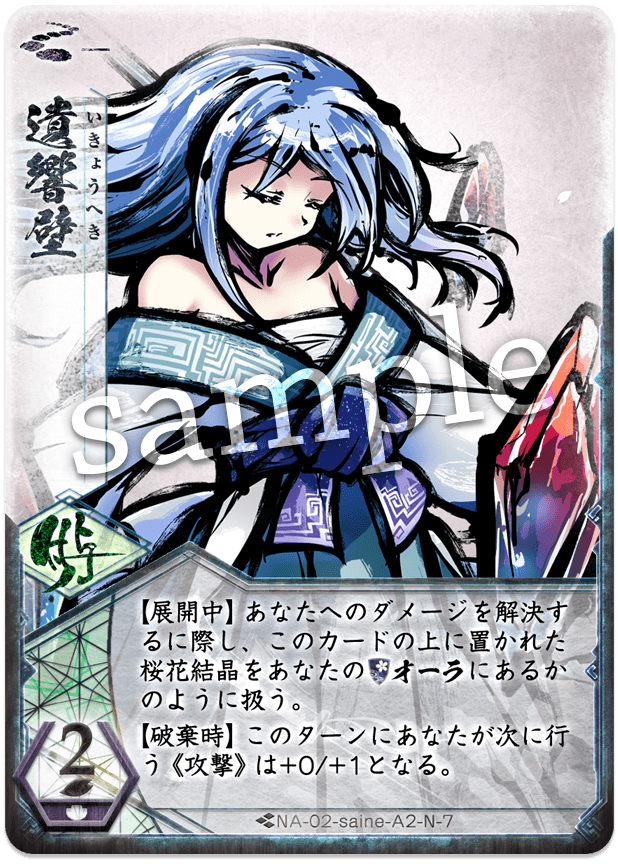 遺響壁
いきょうへき
sample
付与
【展開中】あなたへのダメージを解決す
るに際し、このカードの上に置かれた
桜花結晶をあなたのオーラにあるか
のように扱う。
【破棄時】このターンにあなたが次に行
う《攻撃》は+0/+1となる。
2
NA-02-saine-A2-N-7